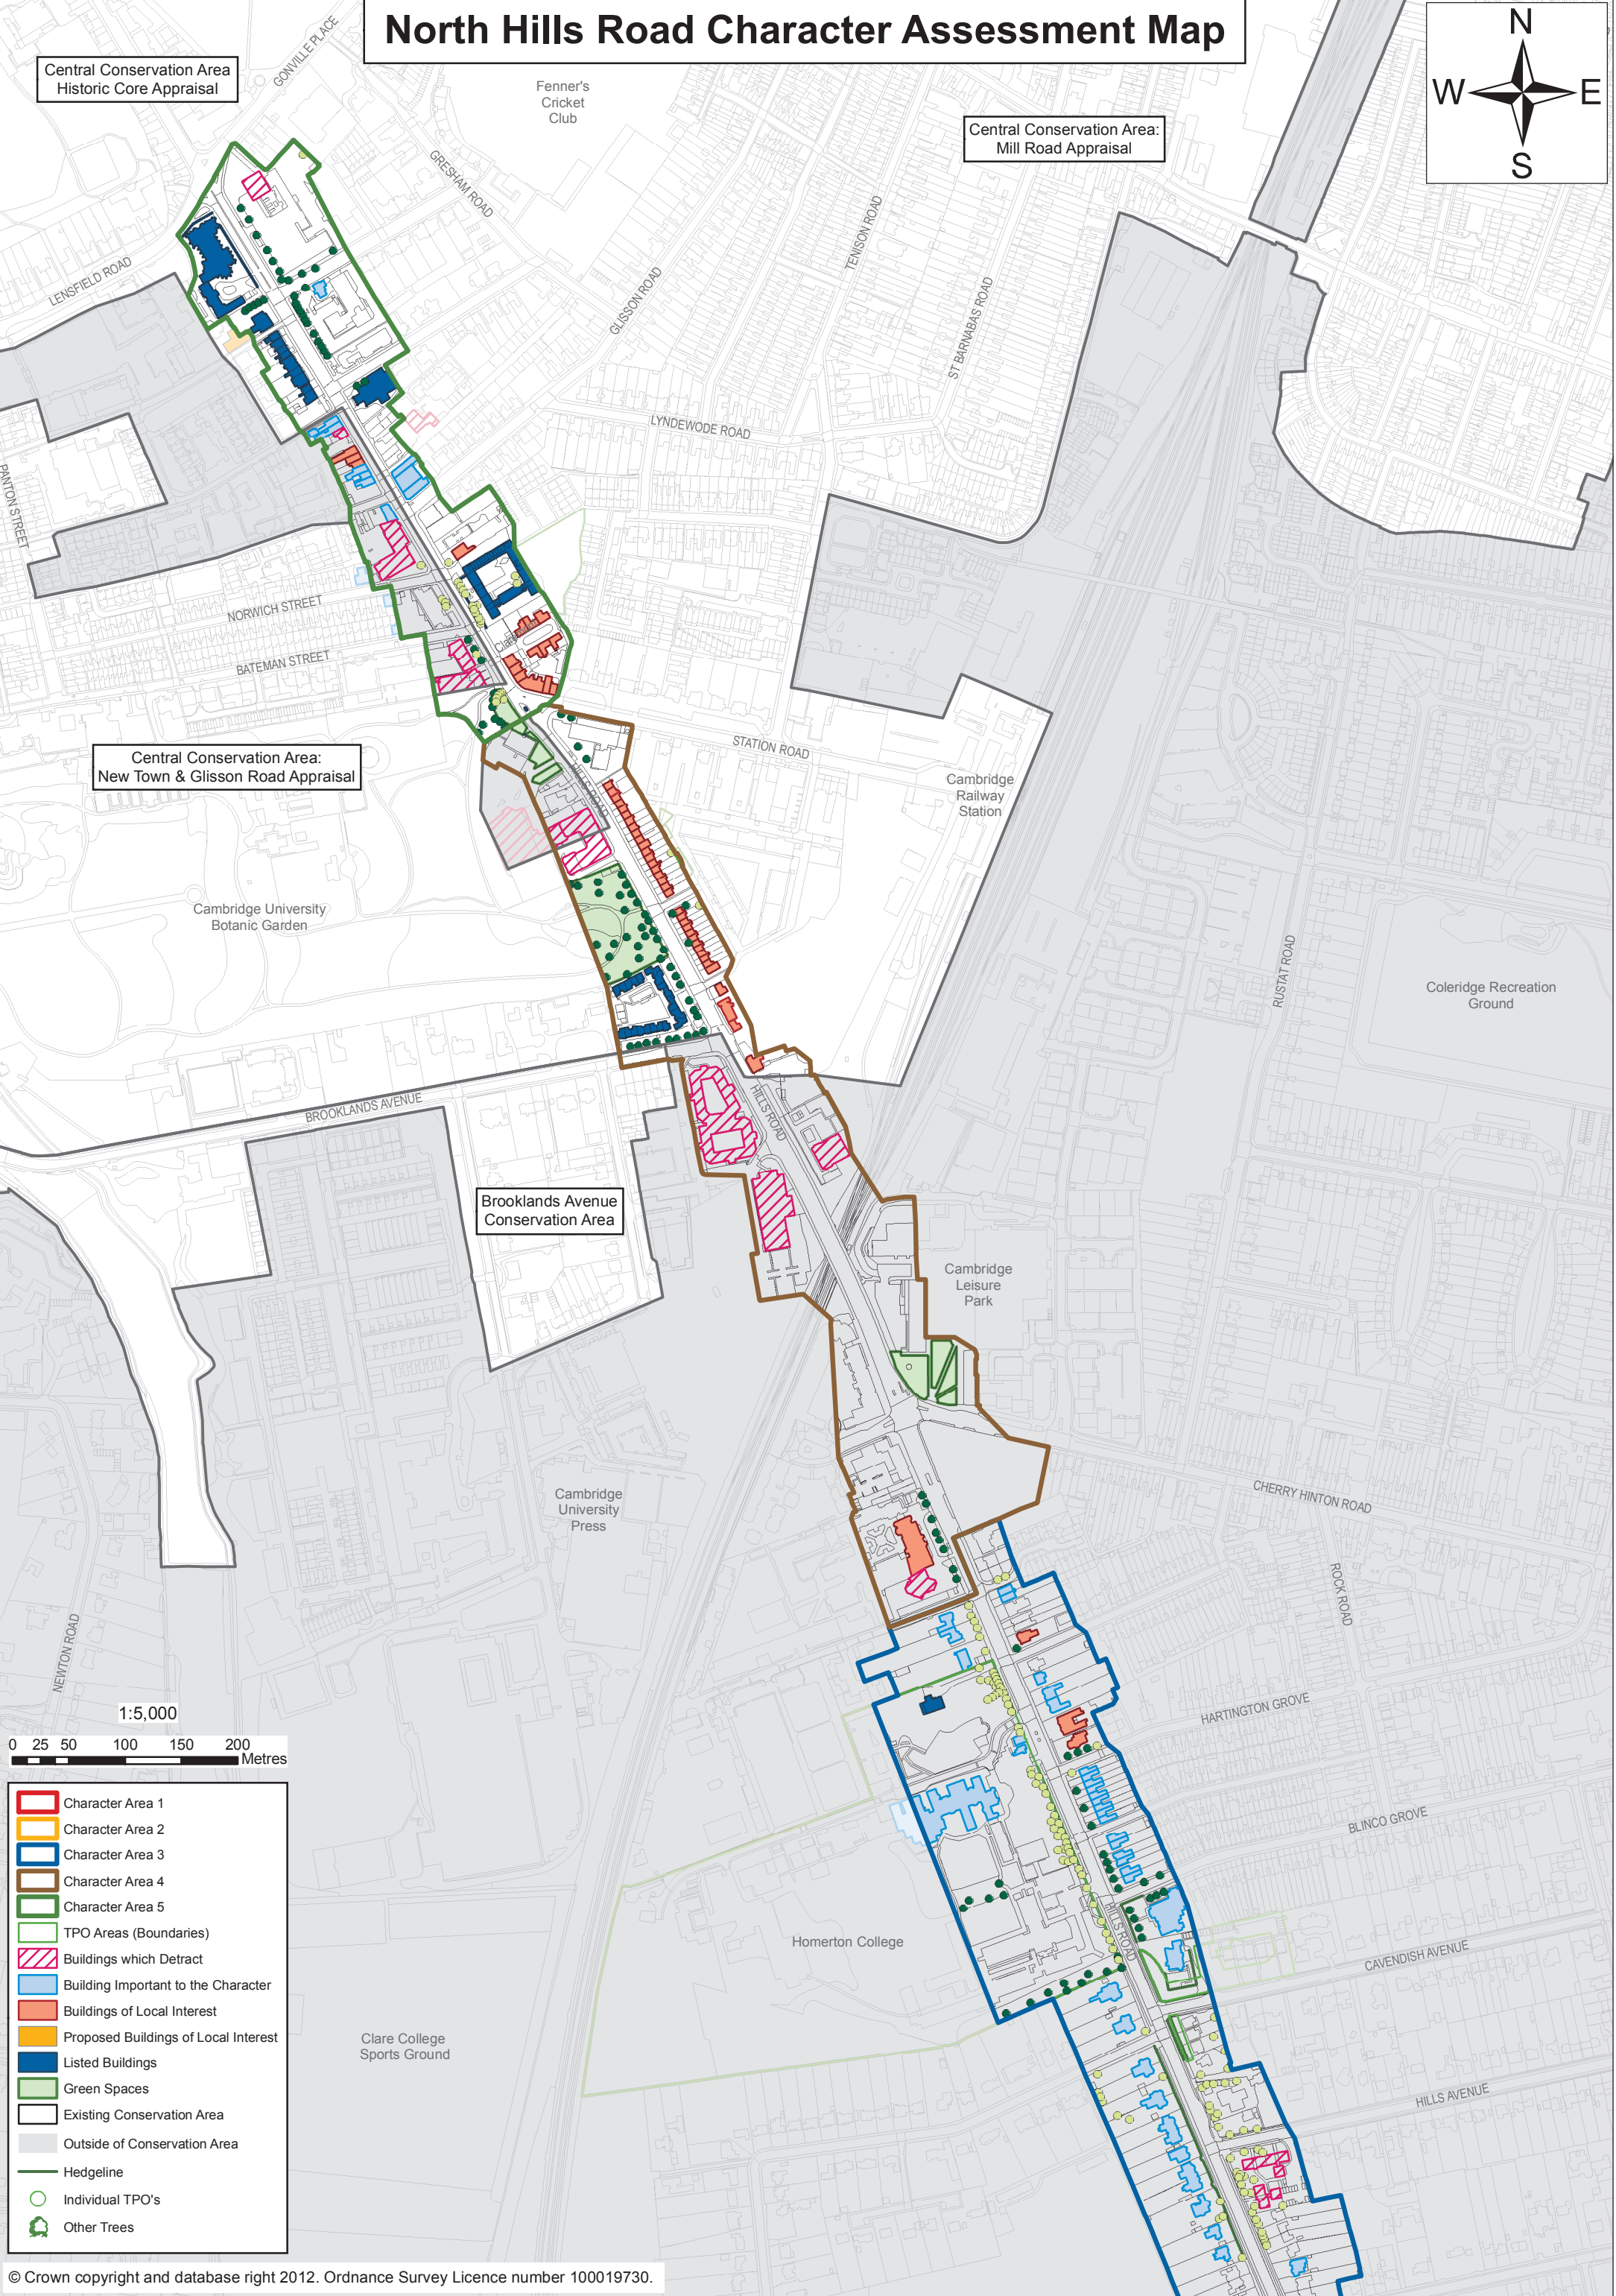 North Hills Road Character Assessment Map
N
W
E
S
Central Conservation Area
Historic Core Appraisal
GONVILLE PLACE
Fenner's
Cricket
Club
Central Conservation Area:
Mill Road Appraisal
GRESHAM ROAD
LENSFIELD ROAD
TENISON ROAD
GLISSON ROAD
ST BARNABAS ROAD
LYNDEWODE ROAD
PANTON STREET
NORWICH STREET
BATEMAN STREET
STATION ROAD
HILLS ROAD
Central Conservation Area:
New Town & Glisson Road Appraisal
Cambridge
Railway
Station
Cambridge University
Botanic Garden
RUSTAT ROAD
Coleridge Recreation
Ground
BROOKLANDS AVENUE
HILLS ROAD
Brooklands Avenue
Conservation Area
Cambridge
Leisure
Park
Cambridge
University
Press
CHERRY HINTON ROAD
ROCK ROAD
NEWTON ROAD
HARTINGTON GROVE
BLINCO GROVE
HILLS ROAD
Homerton College
CAVENDISH AVENUE
Clare College
Sports Ground
HILLS AVENUE
1:5,000
0 25 50 100 150 200
Metres
Character Area 1
Character Area 2
Character Area 3
Character Area 4
Character Area 5
TPO Areas (Boundaries)
Buildings which Detract
Building Important to the Character
Buildings of Local Interest
Proposed Buildings of Local Interest
Listed Buildings
Green Spaces
Existing Conservation Area
Outside of Conservation Area
Hedgeline
Individual TPO's
Other Trees
© Crown copyright and database right 2012. Ordnance Survey Licence number 100019730.